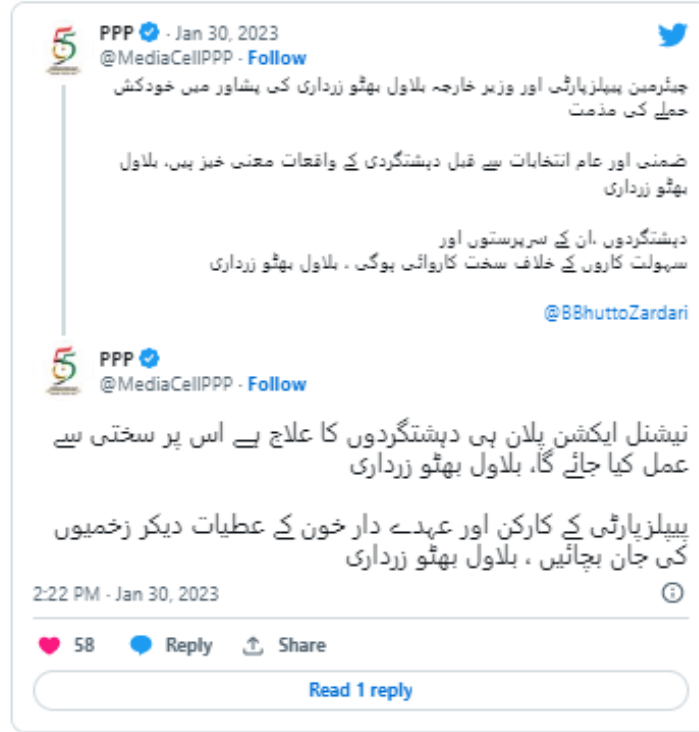 PPP · Jan 30, 2023
@MediaCellPPP · Follow
چیئرمین پیپلزپارٹی اور وزیر خارجہ بلاول بھٹو زرداری کی پشاور میں خودکش
حملے کی مذمت
ضمنی اور عام انتخابات سے قبل دہشتگردی کے واقعات معنی خیز ہیں، بلاول
بھٹو زرداری
دہشتگردوں ،ان کے سرپرستوں اور
سہولت کاروں کے خلاف سخت کاروائی ہوگی ۔ بلاول بھٹو زرداری
@BBhuttoZardari
PPP
@MediaCellPPP · Follow
نیشنل ایکشن پلان ہی دہشتگردوں کا علاج ہے اس پر سختی سے
عمل کیا جائے گا، بلاول بھٹو زرداری
پیپلزپارٹی کے کارکن اور عہدے دار خون کے عطیات دیکر زخمیوں
کی جان بچائیں ، بلاول بھٹو زرداری
2:22 PM · Jan 30, 2023
58 Reply Share
Read 1 reply